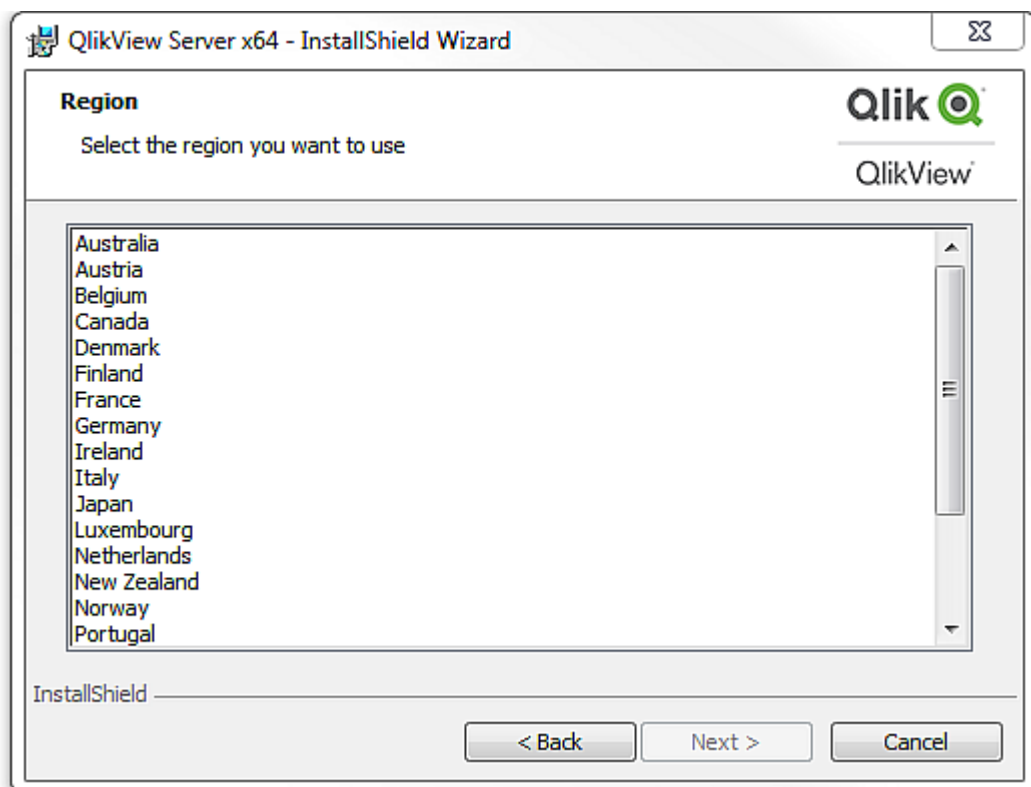 QlikView Server x64 - InstallShield Wizard
Region
Select the region you want to use
Qlik
QlikView
Australia
Austria
Belgium
Canada
Denmark
Finland
France
Germany
Ireland
Italy
Japan
Luxembourg
Netherlands
New Zealand
Norway
Portugal
InstallShield
< Back
Next >
Cancel